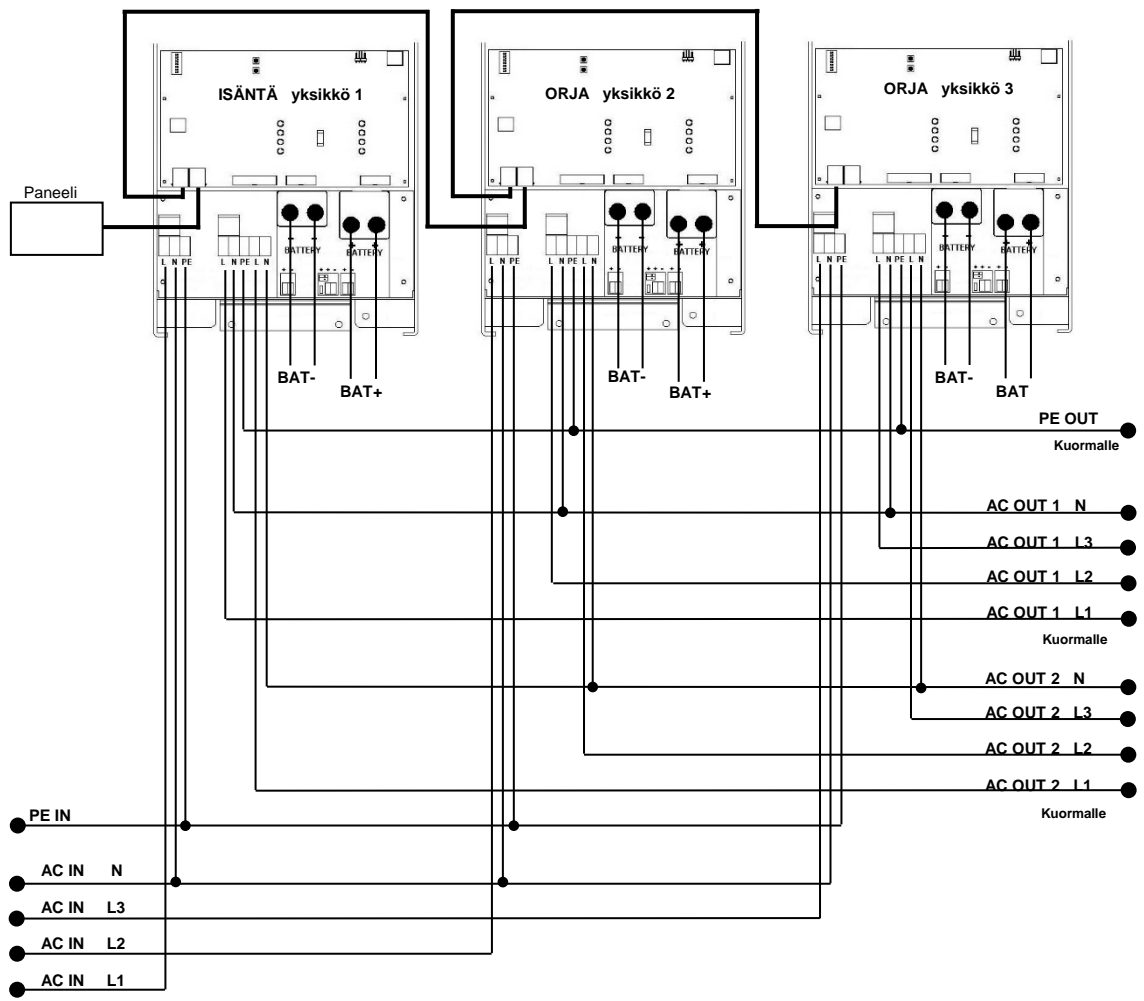 ISÄNTÄ yksikkö 1
ORJA yksikkö 2
ORJA yksikkö 3
Paneeli
- - + +
BATTERY BATTERY
L N PE
L N PE L N
- - + +
BATTERY BATTERY
L N PE
L N PE L N
- - + +
BATTERY BATTERY
L N PE
L N PE L N
BAT-
BAT+
BAT-
BAT+
BAT-
BAT
PE OUT
Kuormalle
AC OUT 1 N
AC OUT 1 L3
AC OUT 1 L2
AC OUT 1 L1
Kuormalle
AC OUT 2 N
AC OUT 2 L3
AC OUT 2 L2
AC OUT 2 L1
Kuormalle
PE IN
AC IN N
AC IN L3
AC IN L2
AC IN L1